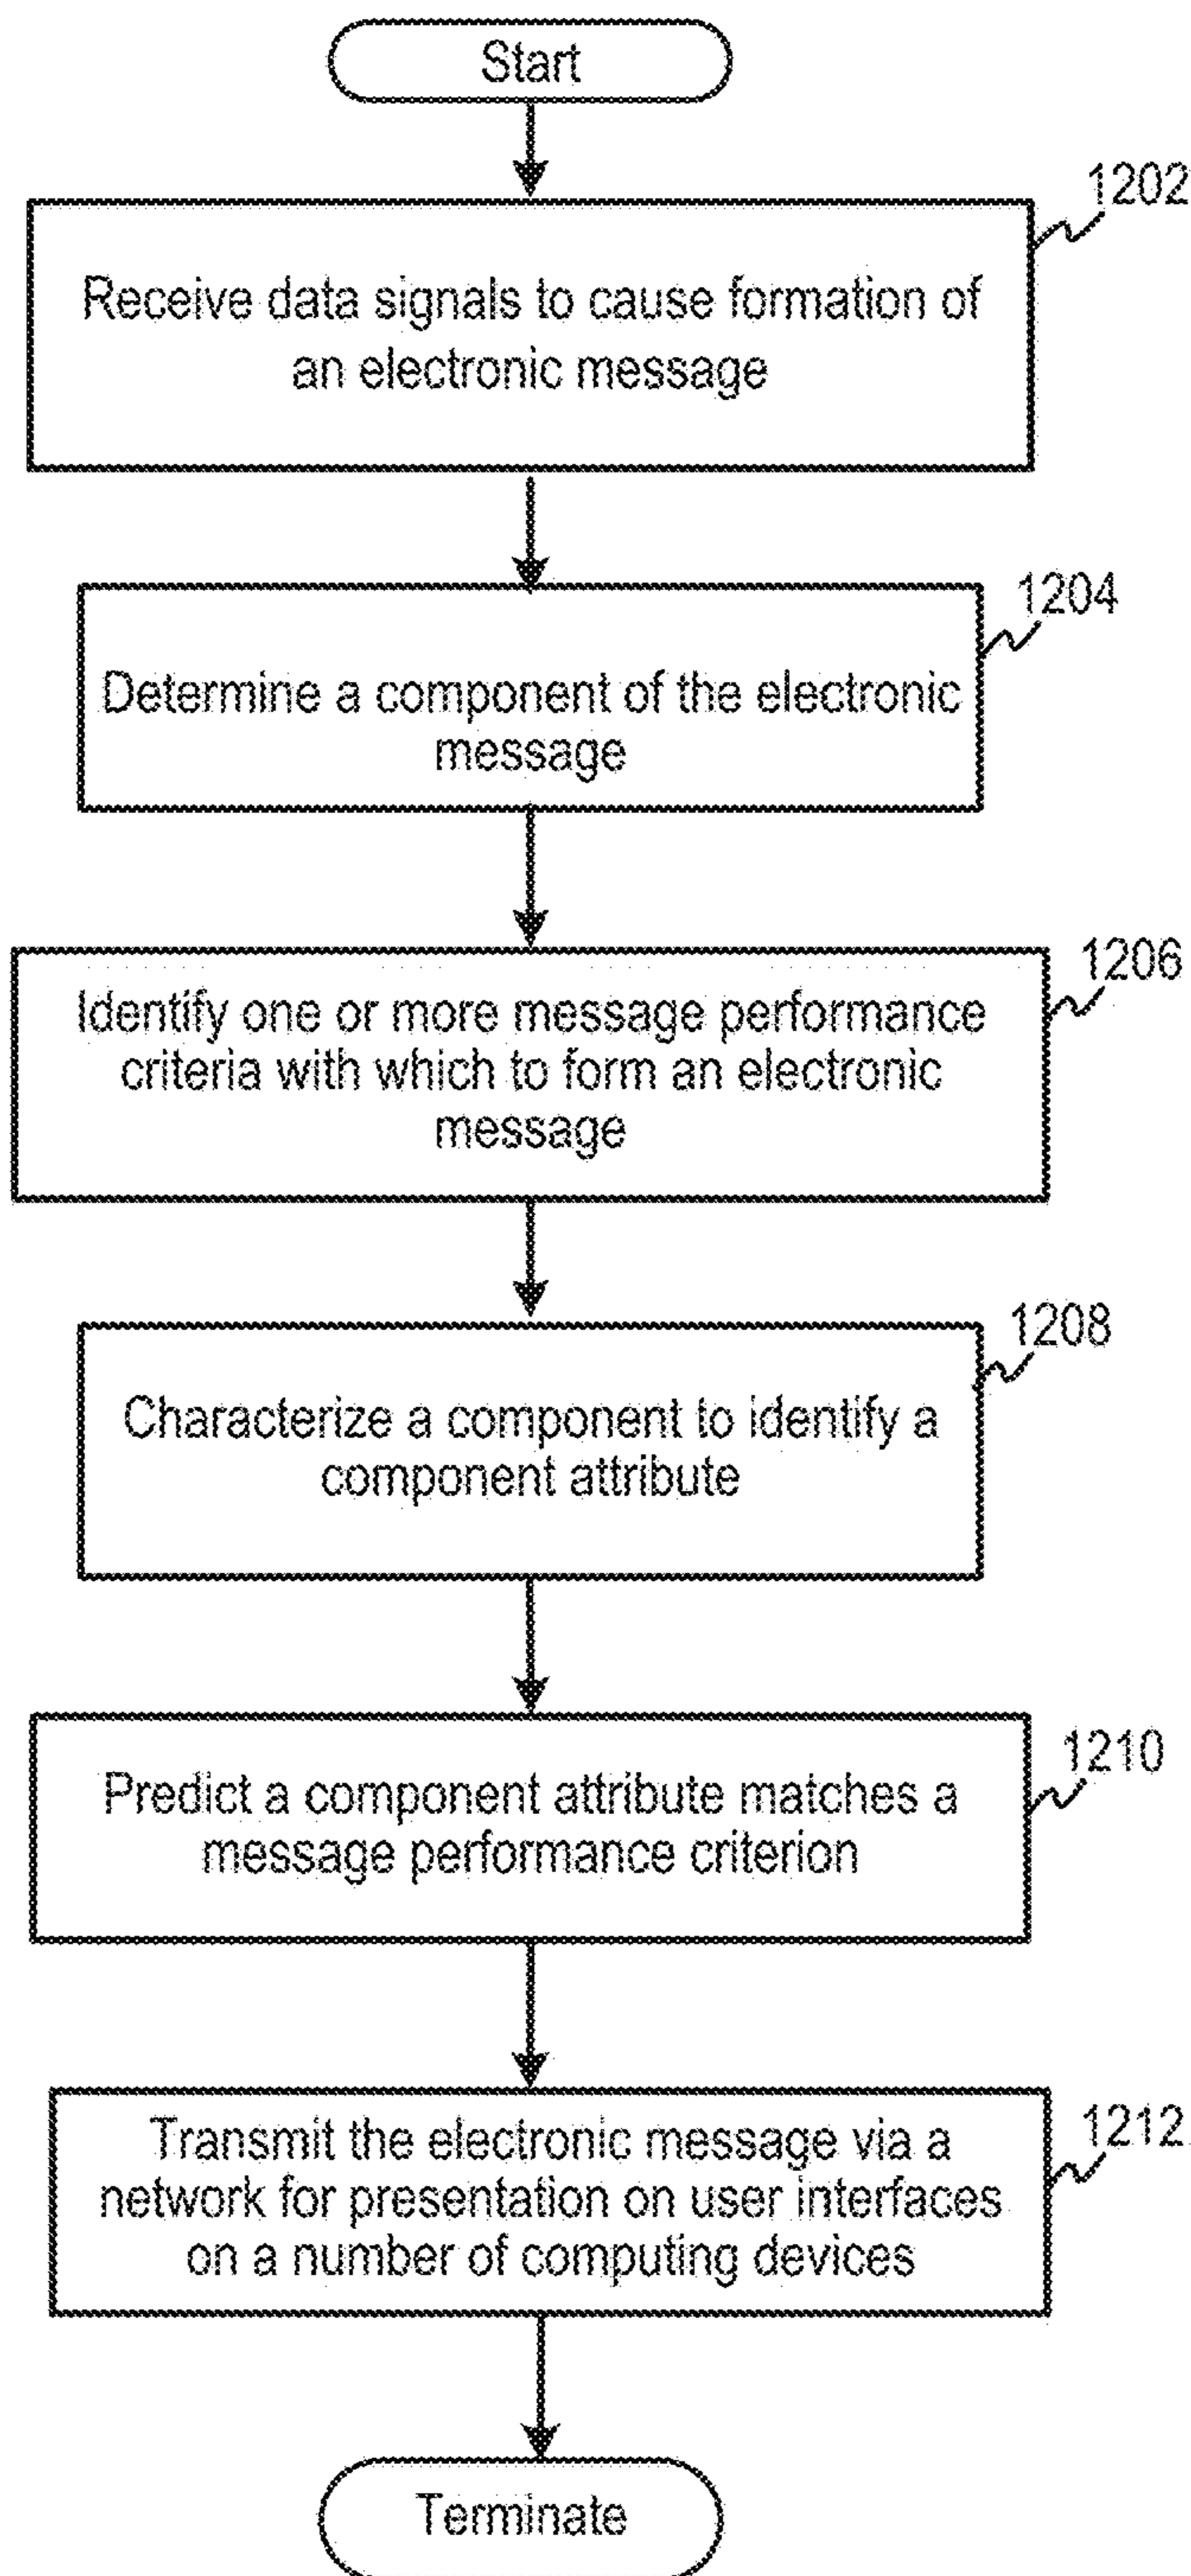 Start
1202
Receive data signals to cause formation of
an electronic message
1204
Determine a component of the electronic
message
1206
Identify one or more message performance
criteria with which to form an electronic
message
1208
Characterize a component to identify a
component attribute
1210
Predict a component attribute matches a
message performance criterion
1212
Transmit the electronic message via a
network for presentation on user interfaces
on a number of computing devices
Terminate